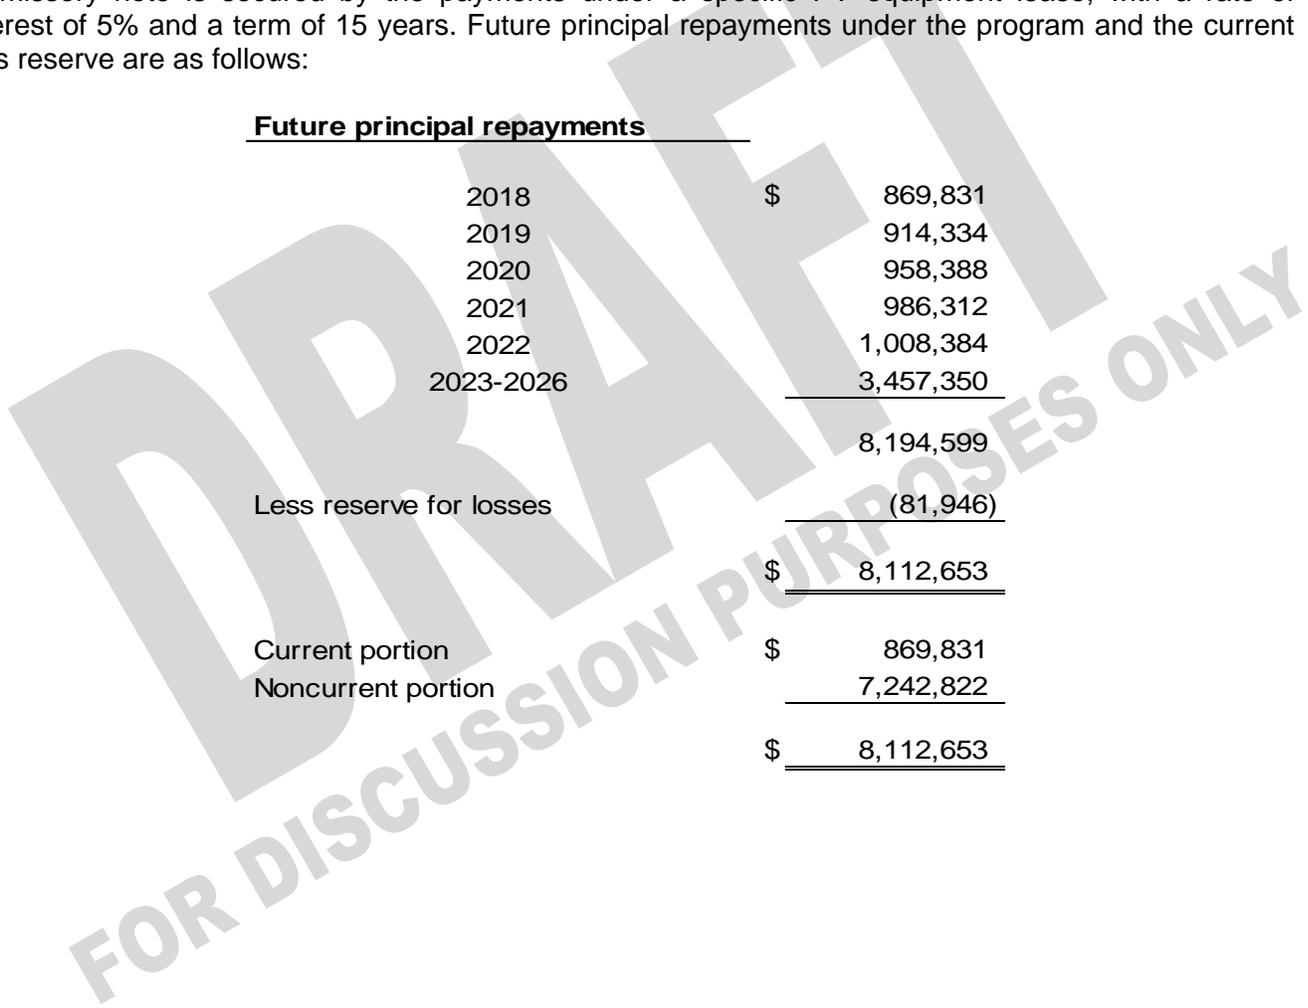 interest of 5% and a term of 15 years. Future principal repayments under the program and the current
reserve are as follows:
Future principal repayments
2018 $ 869,831
2019 914,334
2020 958,388
2021 986,312
2022 1,008,384
2023-2026 3,457,350
8,194,599
Less reserve for losses (81,946)
$ 8,112,653
Current portion $ 869,831
Noncurrent portion 7,242,822
$ 8,112,653
DRAFT
FOR DISCUSSION PURPOSES ONLY